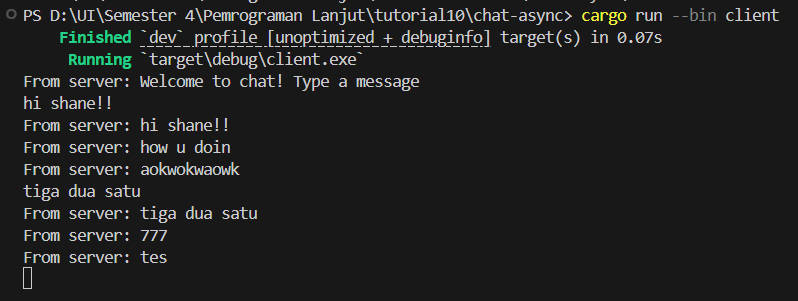 PS D:\UI\Semester 4\Pemrograman Lanjut\tutorial10\chat-async> cargo run --bin client
Finished `dev` profile [unoptimized + debuginfo] target(s) in 0.07s
Running `target\debug\client.exe`
From server: Welcome to chat! Type a message
hi shane!!
From server: hi shane!!
From server: how u doin
From server: aokwokwaowk
tiga dua satu
From server: tiga dua satu
From server: 777
From server: tes